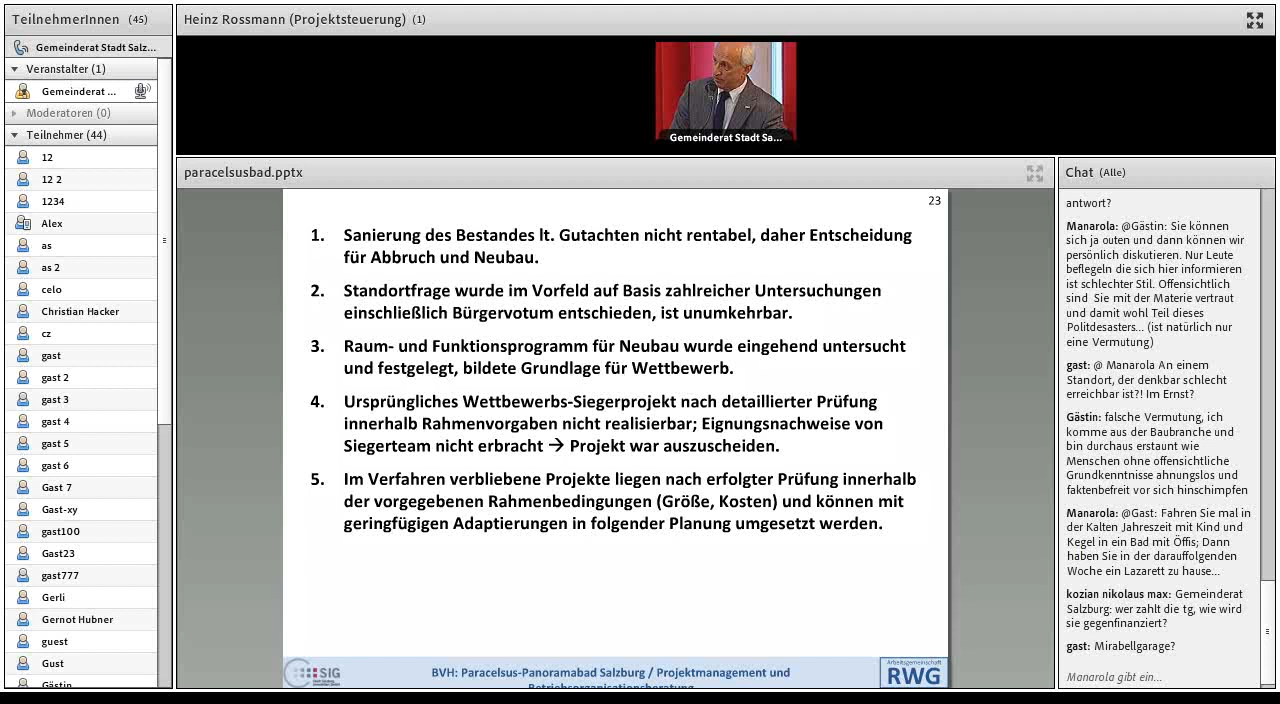 TeilnehmerInnen (45)
Gemeinderat Stadt Salz...
Veranstalter (1)
Gemeinderat ...
Moderatoren (0)
Teilnehmer (44)
12
12 2
1234
Alex
as
as 2
celo
Christian Hacker
cz
gast
gast 2
gast 3
gast 4
gast 5
gast 6
Gast 7
Gast-xy
gast100
Gast23
gast777
Gerli
Gernot Hubner
guest
Gust
Gästin
Heinz Rossmann (Projektsteuerung) (1)
Gemeinderat Stadt Sa...
paracelsusbad.pptx
23
1. Sanierung des Bestandes lt. Gutachten nicht rentabel, daher Entscheidung
für Abbruch und Neubau.
2. Standortfrage wurde im Vorfeld auf Basis zahlreicher Untersuchungen
einschließlich Bürgervotum entschieden, ist unumkehrbar.
3. Raum- und Funktionsprogramm für Neubau wurde eingehend untersucht
und festgelegt, bildete Grundlage für Wettbewerb.
4. Ursprüngliches Wettbewerbs-Siegerprojekt nach detaillierter Prüfung
innerhalb Rahmenvorgaben nicht realisierbar; Eignungsnachweise von
Siegerteam nicht erbracht → Projekt war auszuscheiden.
5. Im Verfahren verbliebene Projekte liegen nach erfolgter Prüfung innerhalb
der vorgegebenen Rahmenbedingungen (Größe, Kosten) und können mit
geringfügigen Adaptierungen in folgender Planung umgesetzt werden.
SIG
BVH: Paracelsus-Panoramabad Salzburg / Projektmanagement und
Betriebsorganisationsberatung
Arbeitsgemeinschaft
RWG
Chat (Alle)
antwort?
Manarola: @Gästin: Sie können
sich ja outen und dann können wir
persönlich diskutieren. Nur Leute
beflegeln die sich hier informieren
ist schlechter Stil. Offensichtlich
sind Sie mit der Materie vertraut
und damit wohl Teil dieses
Politdesasters... (ist natürlich nur
eine Vermutung)
gast: @ Manarola An einem
Standort, der denkbar schlecht
erreichbar ist?! Im Ernst?
Gästin: falsche Vermutung, ich
komme aus der Baubranche und
bin durchaus erstaunt wie
Menschen ohne offensichtliche
Grundkenntnisse ahnungslos und
faktenbefreit vor sich hinschimpfen
Manarola: @Gast: Fahren Sie mal in
der Kalten Jahreszeit mit Kind und
Kegel in ein Bad mit Öffis; Dann
haben Sie in der darauffolgenden
Woche ein Lazarett zu hause...
kozian nikolaus max: Gemeinderat
Salzburg: wer zahlt die tg, wie wird
sie gegenfinanziert?
gast: Mirabellgarage?
Manarola gibt ein...